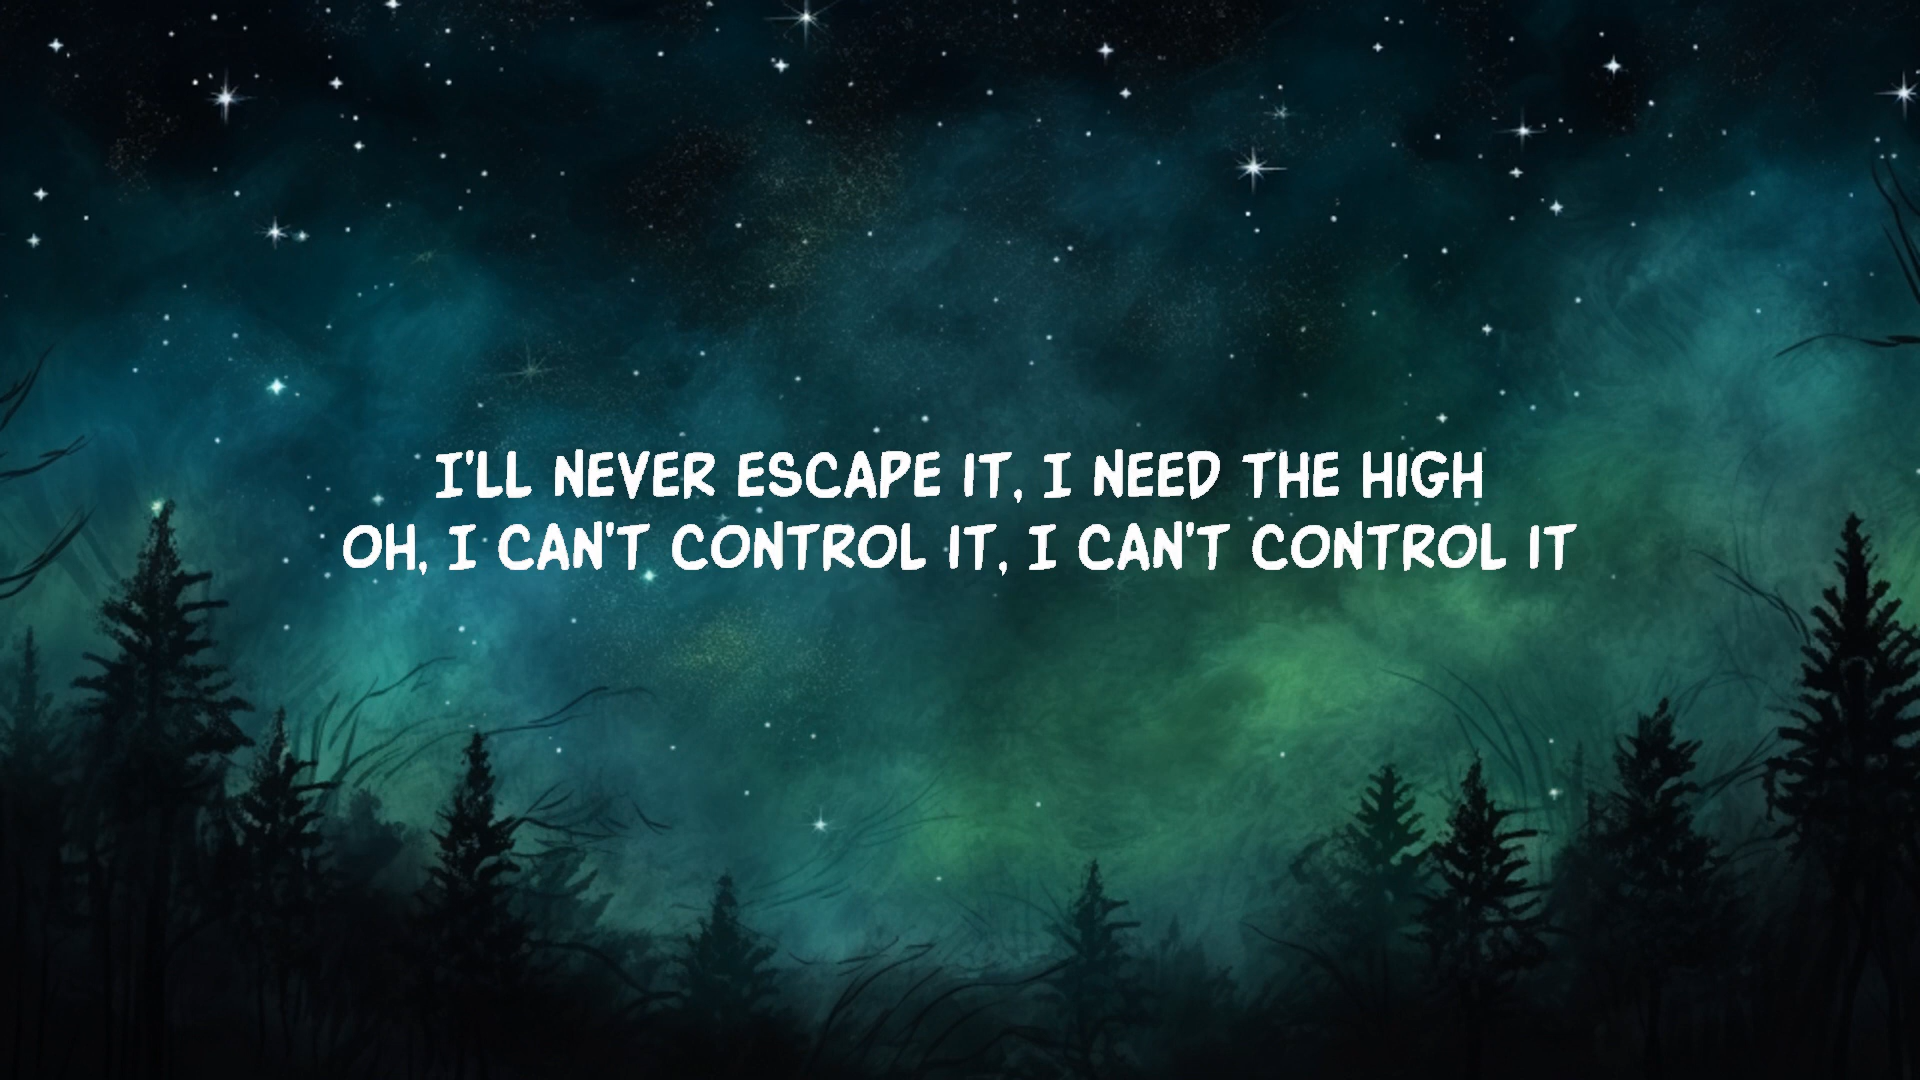 I'LL NEVER ESCAPE IT, I NEED THE HIGH
OH, I CAN'T CONTROL IT, I CAN'T CONTROL IT